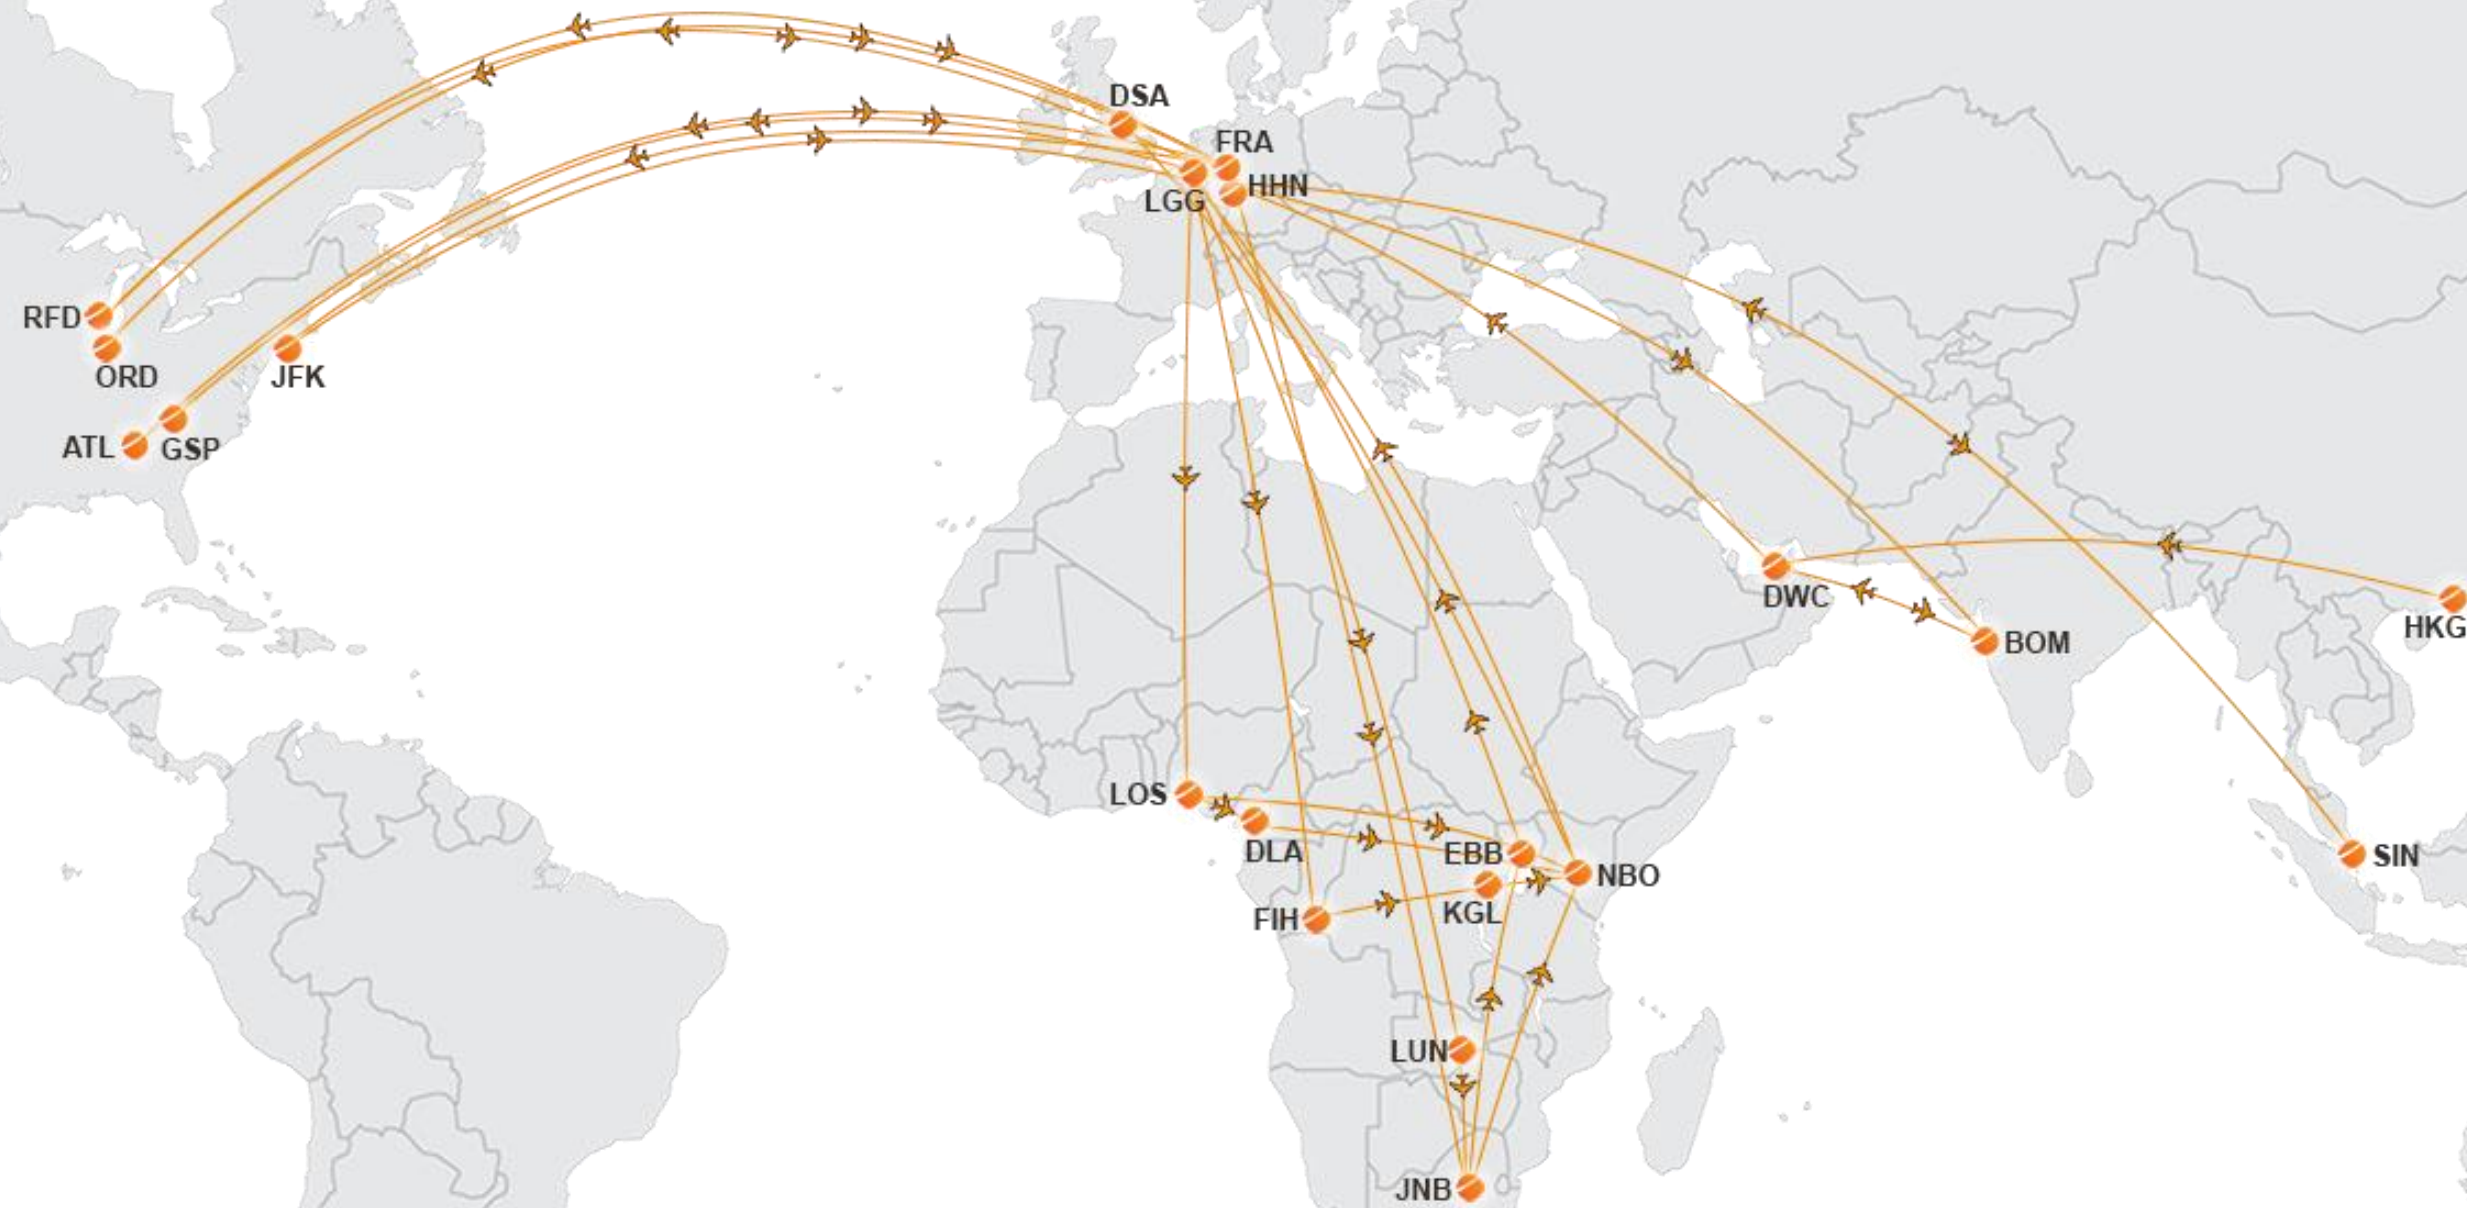 DSA
FRA
HHN
LGG
RFD
ORD
JFK
ATL
GSP
DWC
HKG
BOM
LOS
DLA
EBB
NBO
SIN
KGL
FIH
LUN
JNB